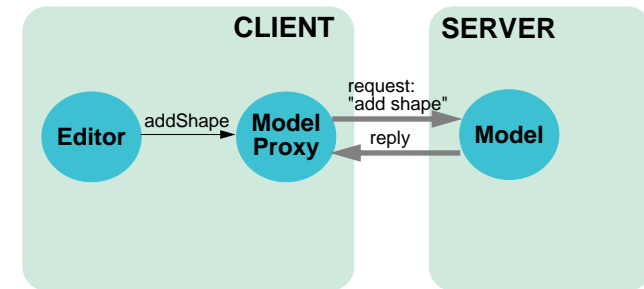 CLIENT
SERVER
Editor
addShape
Model
Proxy
request:
"add shape"
reply
Model